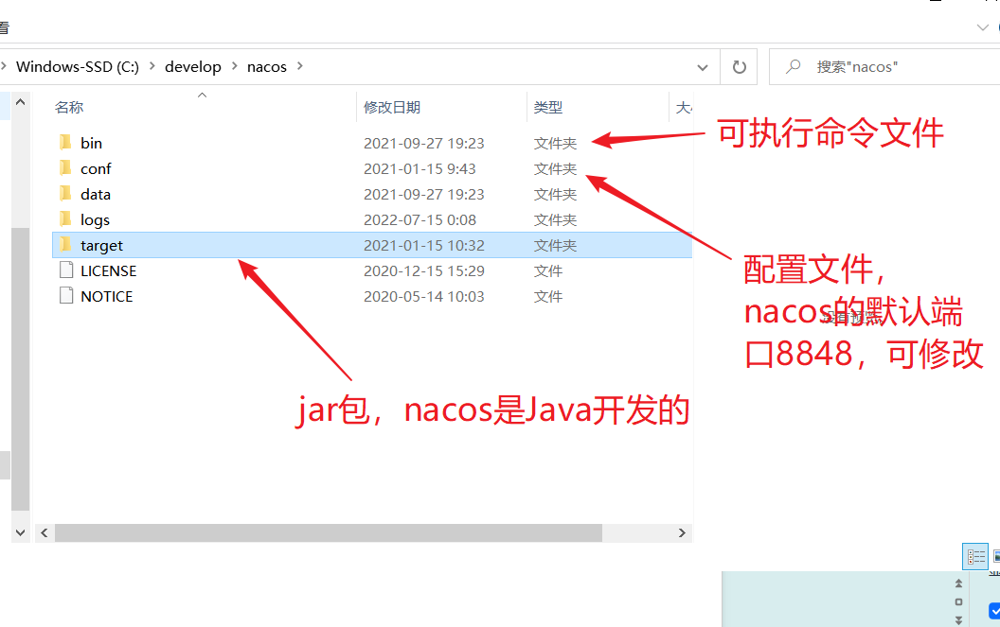 看
Windows-SSD (C:) › develop › nacos ›
搜索"nacos"
名称 修改日期 类型 大
bin 2021-09-27 19:23 文件夹
可执行命令文件
conf 2021-01-15 9:43 文件夹
data 2021-09-27 19:23 文件夹
logs 2022-07-15 0:08 文件夹
target 2021-01-15 10:32 文件夹
LICENSE 2020-12-15 15:29 文件
NOTICE 2020-05-14 10:03 文件
配置文件，
nacos的默认端
口8848，可修改
没有预览
jar包，nacos是Java开发的